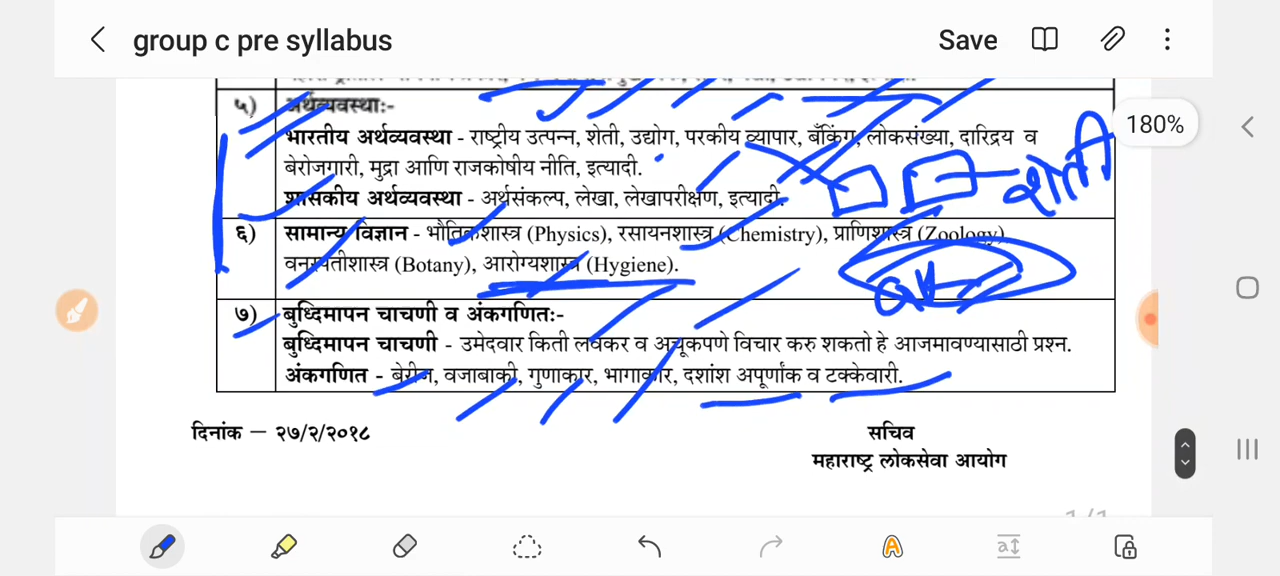 group c pre syllabus
Save
५) अर्थव्यवस्थाः-
180%
भारतीय अर्थव्यवस्था - राष्ट्रीय उत्पन्न, शेती, उद्योग, परकीय व्यापार, बँकिंग, लोकसंख्या, दारिद्रय व
बेरोजगारी, मुद्रा आणि राजकोषीय नीति, इत्यादी.
शासकीय अर्थव्यवस्था - अर्थसंकल्प, लेखा, लेखापरीक्षण, इत्यादी.
६) सामान्य विज्ञान - भौतिकशास्त्र (Physics), रसायनशास्त्र (Chemistry), प्राणिशास्त्र (Zoology)
वनस्पतीशास्त्र (Botany), आरोग्यशास्त्र (Hygiene).
७) बुध्दिमापन चाचणी व अंकगणितः-
बुध्दिमापन चाचणी - उमेदवार किती लवकर व अचूकपणे विचार करु शकतो हे आजमावण्यासाठी प्रश्न.
अंकगणित - बेरीज, वजाबाकी, गुणाकार, भागाकार, दशांश अपूर्णांक व टक्केवारी.
दिनांक – २७/२/२०१८
सचिव
महाराष्ट्र लोकसेवा आयोग
1/1